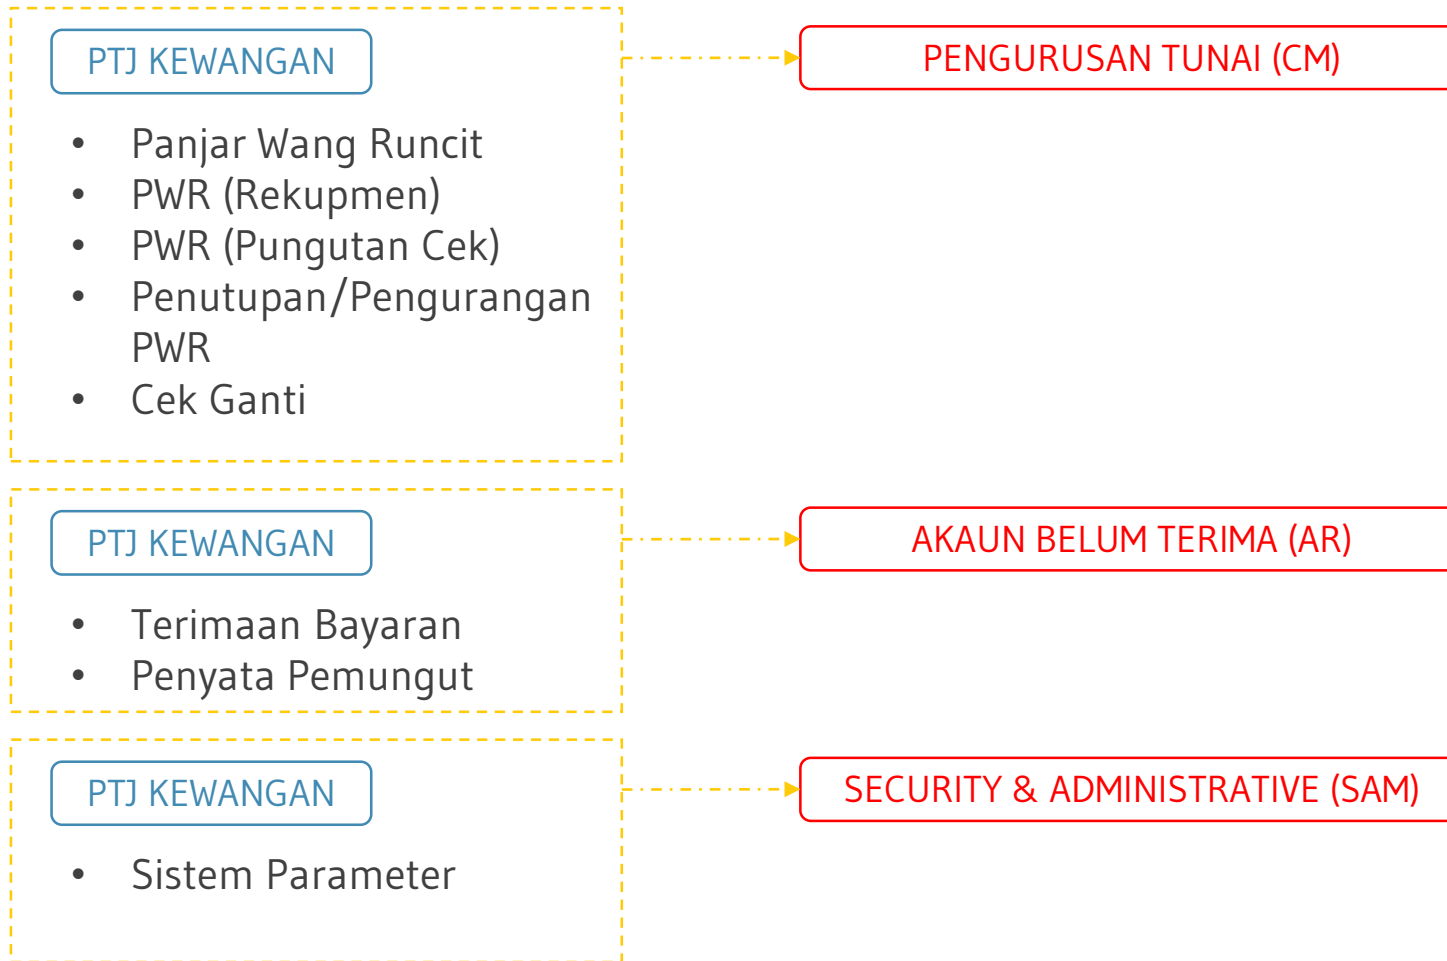 PTJ KEWANGAN
PENGURUSAN TUNAI (CM)
• Panjar Wang Runcit
• PWR (Rekupmen)
• PWR (Pungutan Cek)
• Penutupan/Pengurangan
PWR
• Cek Ganti
PTJ KEWANGAN
AKAUN BELUM TERIMA (AR)
• Terimaan Bayaran
• Penyata Pemungut
PTJ KEWANGAN
SECURITY & ADMINISTRATIVE (SAM)
• Sistem Parameter